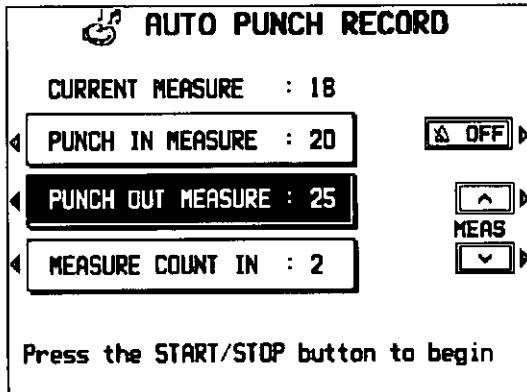 AUTO PUNCH RECORD
CURRENT MEASURE : 18
PUNCH IN MEASURE : 20
OFF
PUNCH OUT MEASURE : 25
MEAS
MEASURE COUNT IN : 2
Press the START/STOP button to begin